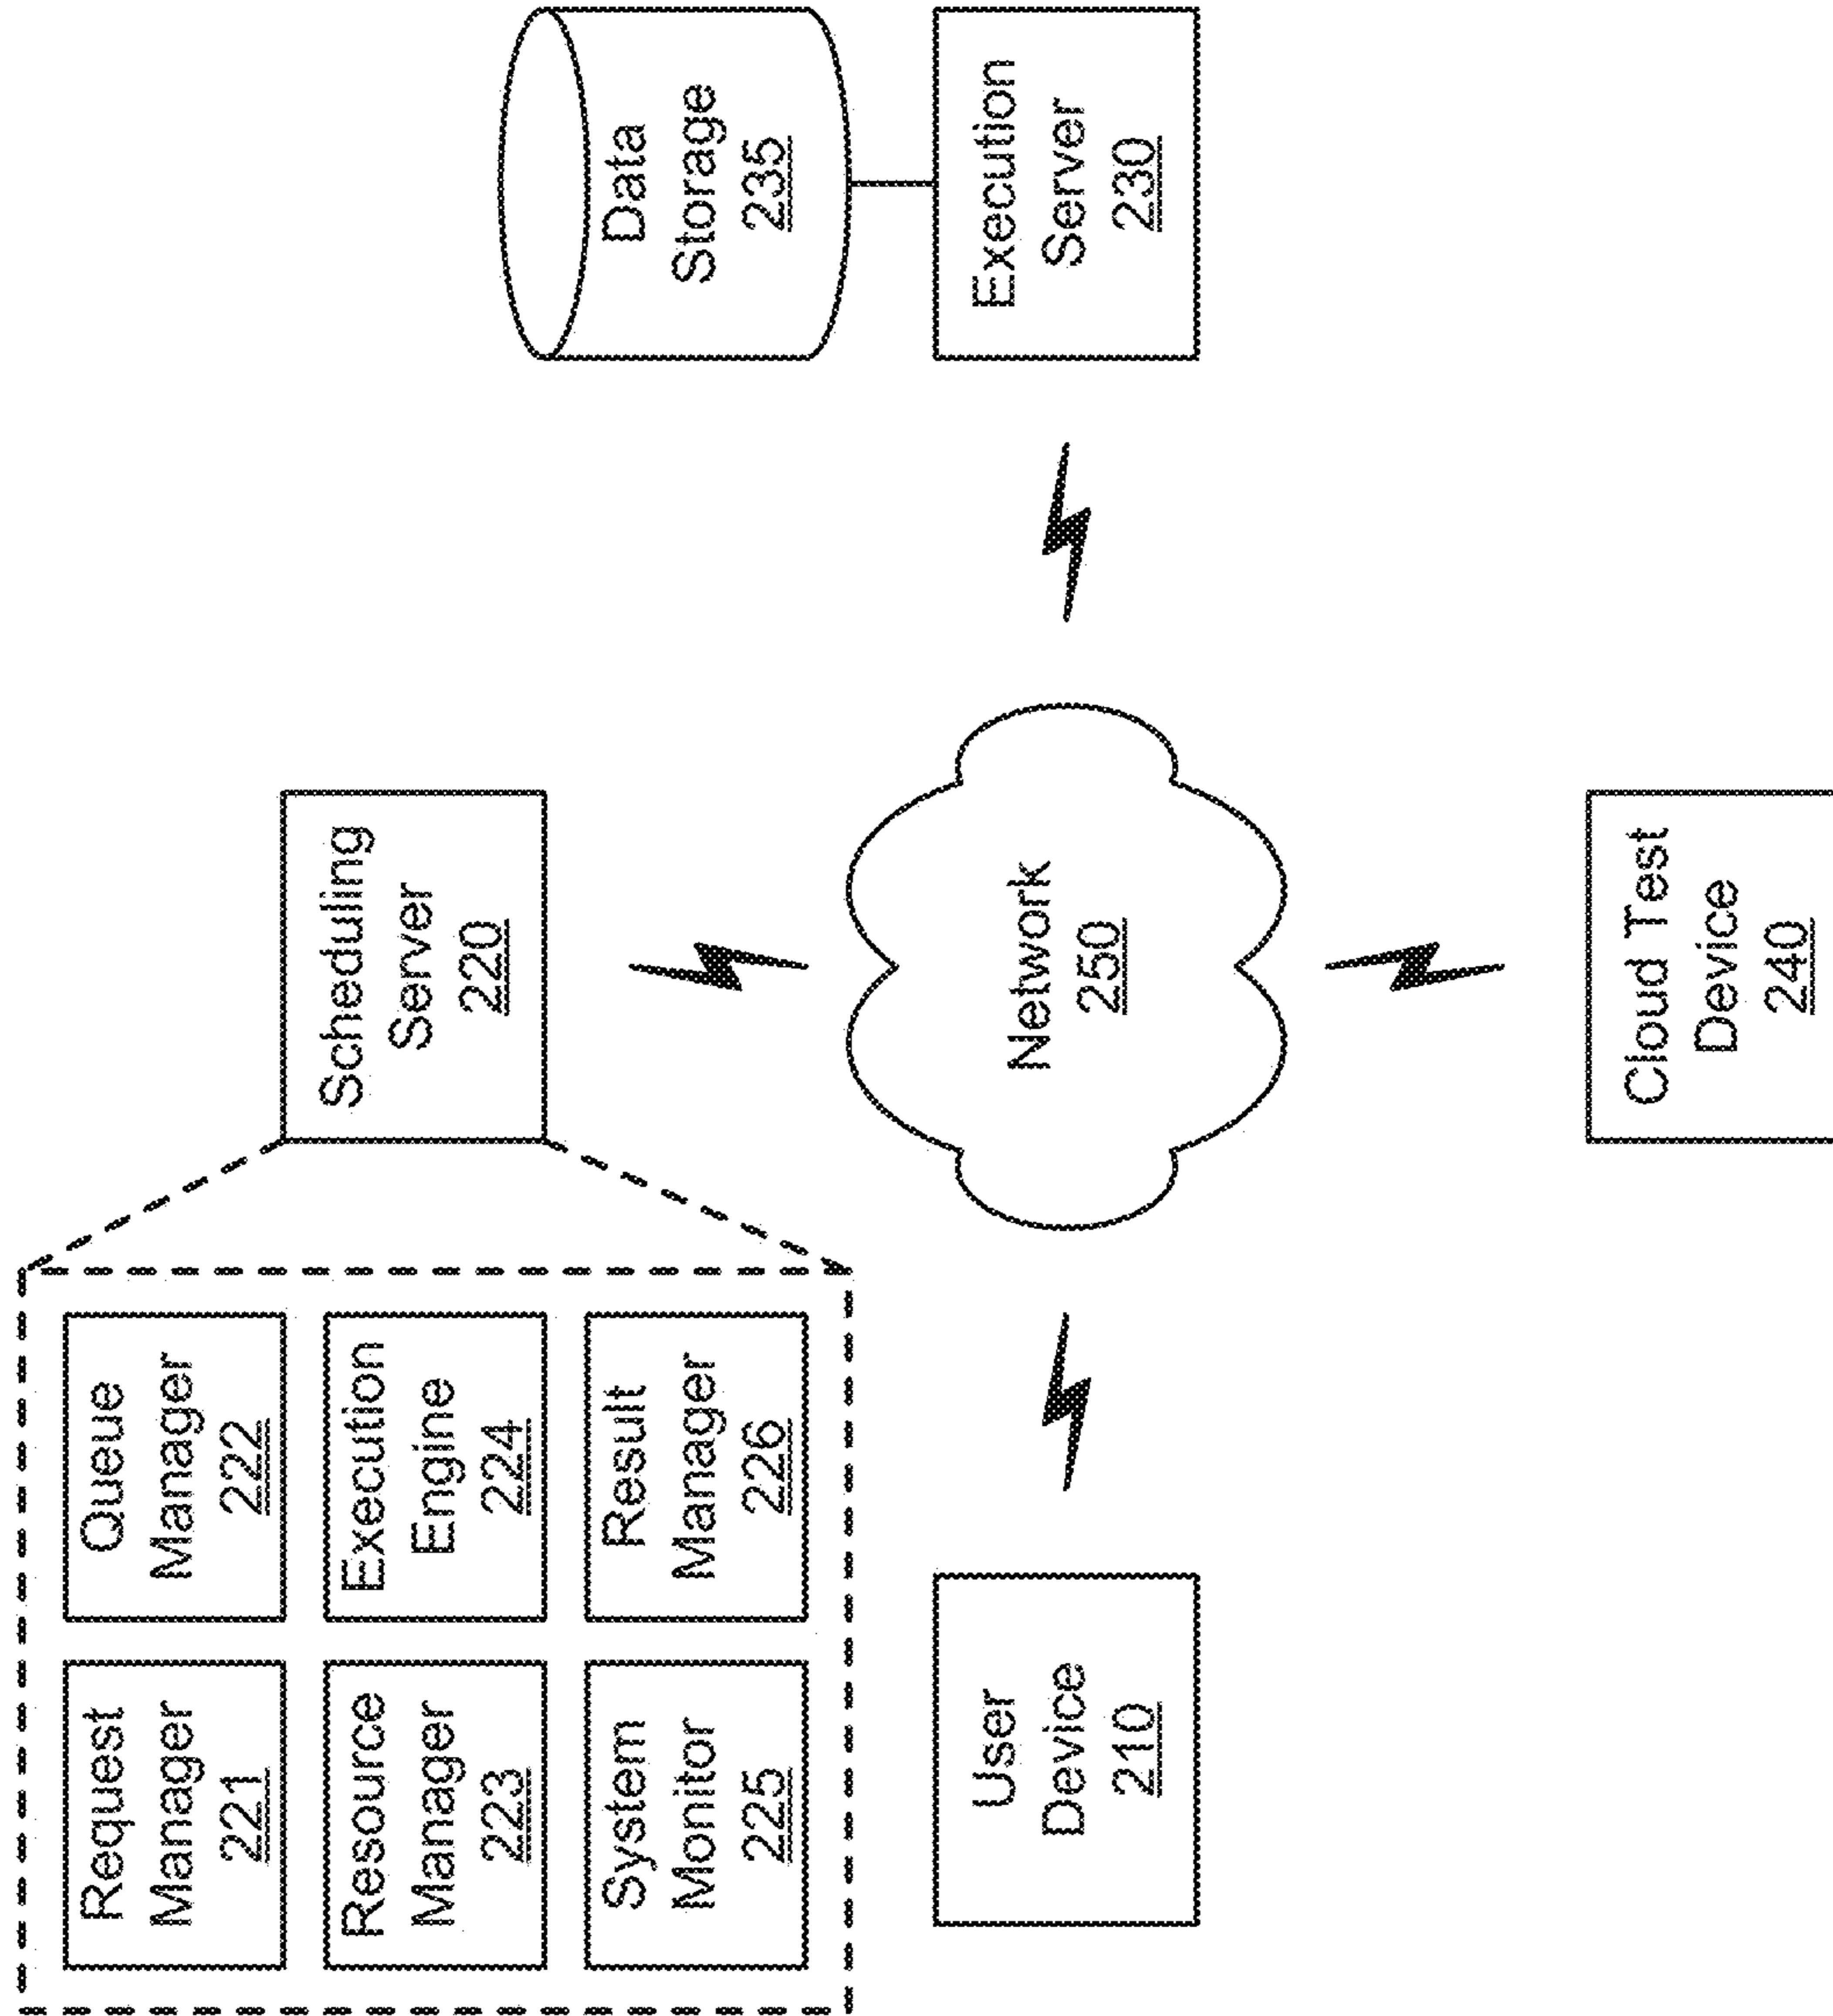 Request
Manager
221
Queue
Manager
222
Resource
Manager
223
Execution
Engine
224
System
Monitor
225
Result
Manager
226
Scheduling
Server
220
Data
Storage
235
User
Device
210
Network
250
Execution
Server
230
Cloud Test
Device
240